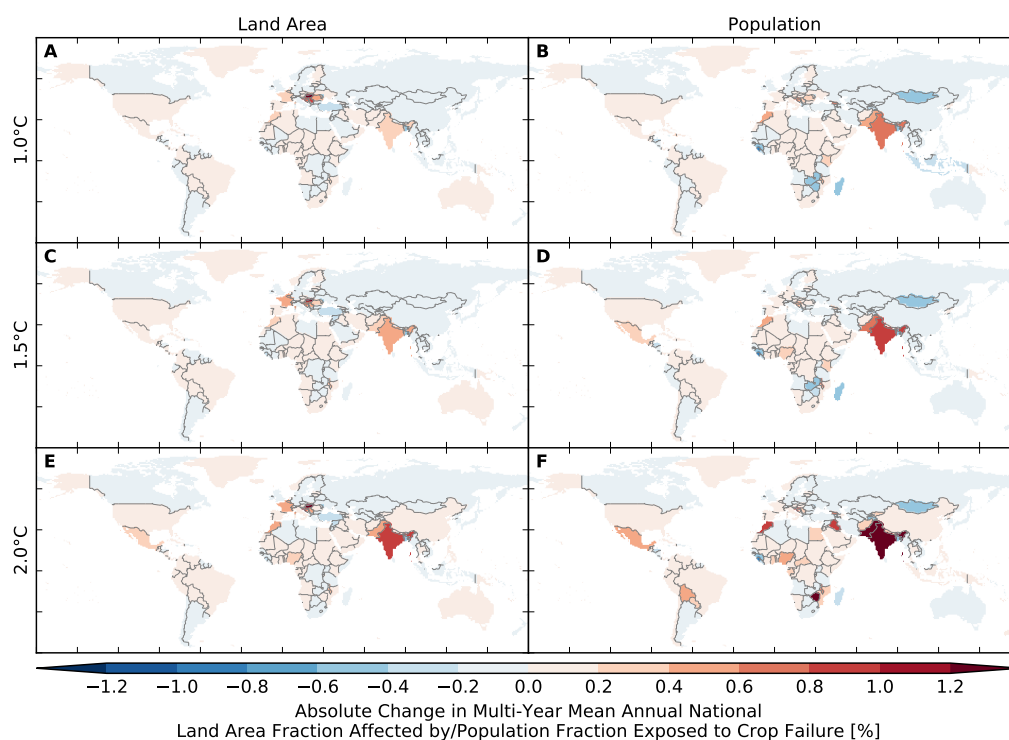 Land Area
Population
A
B
1.0°C
C
D
1.5°C
E
F
2.0°C
−1.2 −1.0 −0.8 −0.6 −0.4 −0.2 0.0 0.2 0.4 0.6 0.8 1.0 1.2
Absolute Change in Multi-Year Mean Annual National
Land Area Fraction Affected by/Population Fraction Exposed to Crop Failure [%]